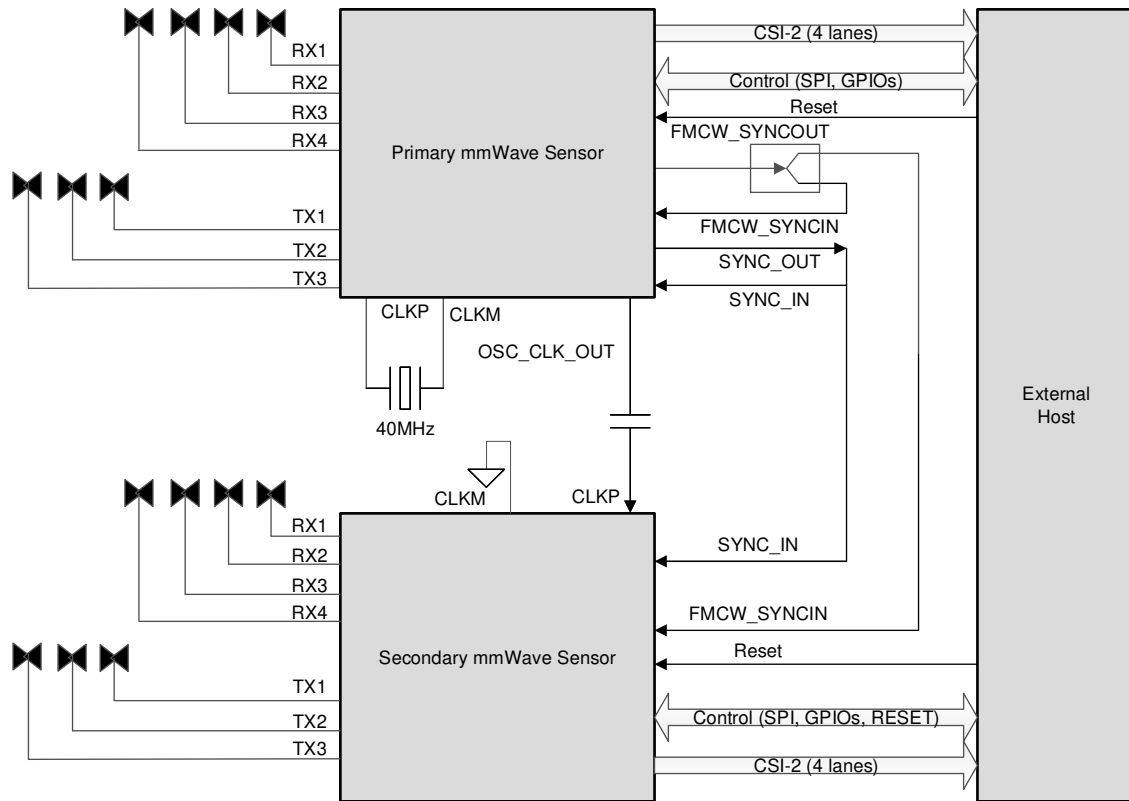 RX1
RX2
RX3
RX4
TX1
TX2
TX3
Primary mmWave Sensor
CSI-2 (4 lanes)
Control (SPI, GPIOs)
Reset
FMCW_SYNCOUT
FMCW_SYNCIN
SYNC_OUT
SYNC_IN
CLKP
CLKM
40MHz
OSC_CLK_OUT
External
Host
CLKM
CLKP
RX1
RX2
RX3
RX4
TX1
TX2
TX3
Secondary mmWave Sensor
SYNC_IN
FMCW_SYNCIN
Reset
Control (SPI, GPIOs, RESET)
CSI-2 (4 lanes)